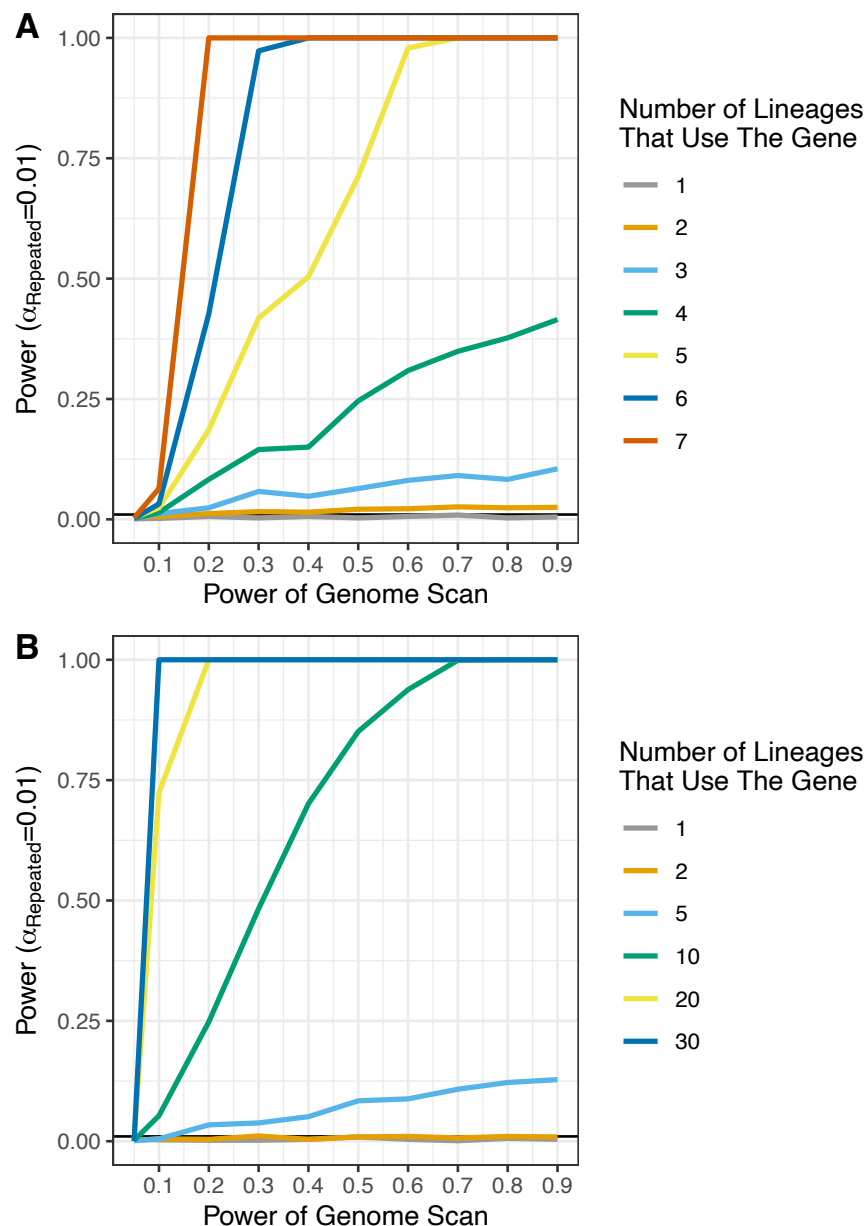 A
1.00
0.75
0.50
0.25
0.00
Power (αRepeated=0.01)
0.1 0.2 0.3 0.4 0.5 0.6 0.7 0.8 0.9
Power of Genome Scan
Number of Lineages
That Use The Gene
1
2
3
4
5
6
7
B
1.00
0.75
0.50
0.25
0.00
Power (αRepeated=0.01)
0.1 0.2 0.3 0.4 0.5 0.6 0.7 0.8 0.9
Power of Genome Scan
Number of Lineages
That Use The Gene
1
2
5
10
20
30